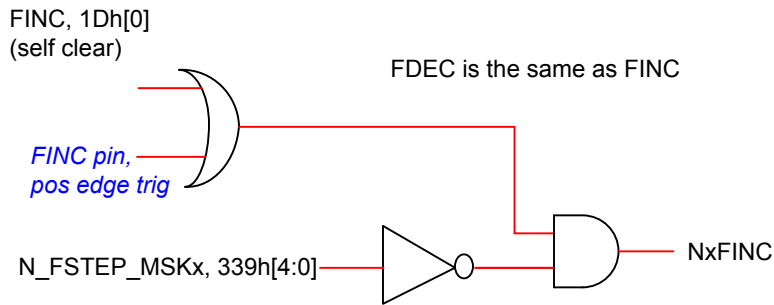 FINC, 1Dh[0]
(self clear)
FDEC is the same as FINC
FINC pin,
pos edge trig
N_FSTEP_MSKx, 339h[4:0]
NxFINC